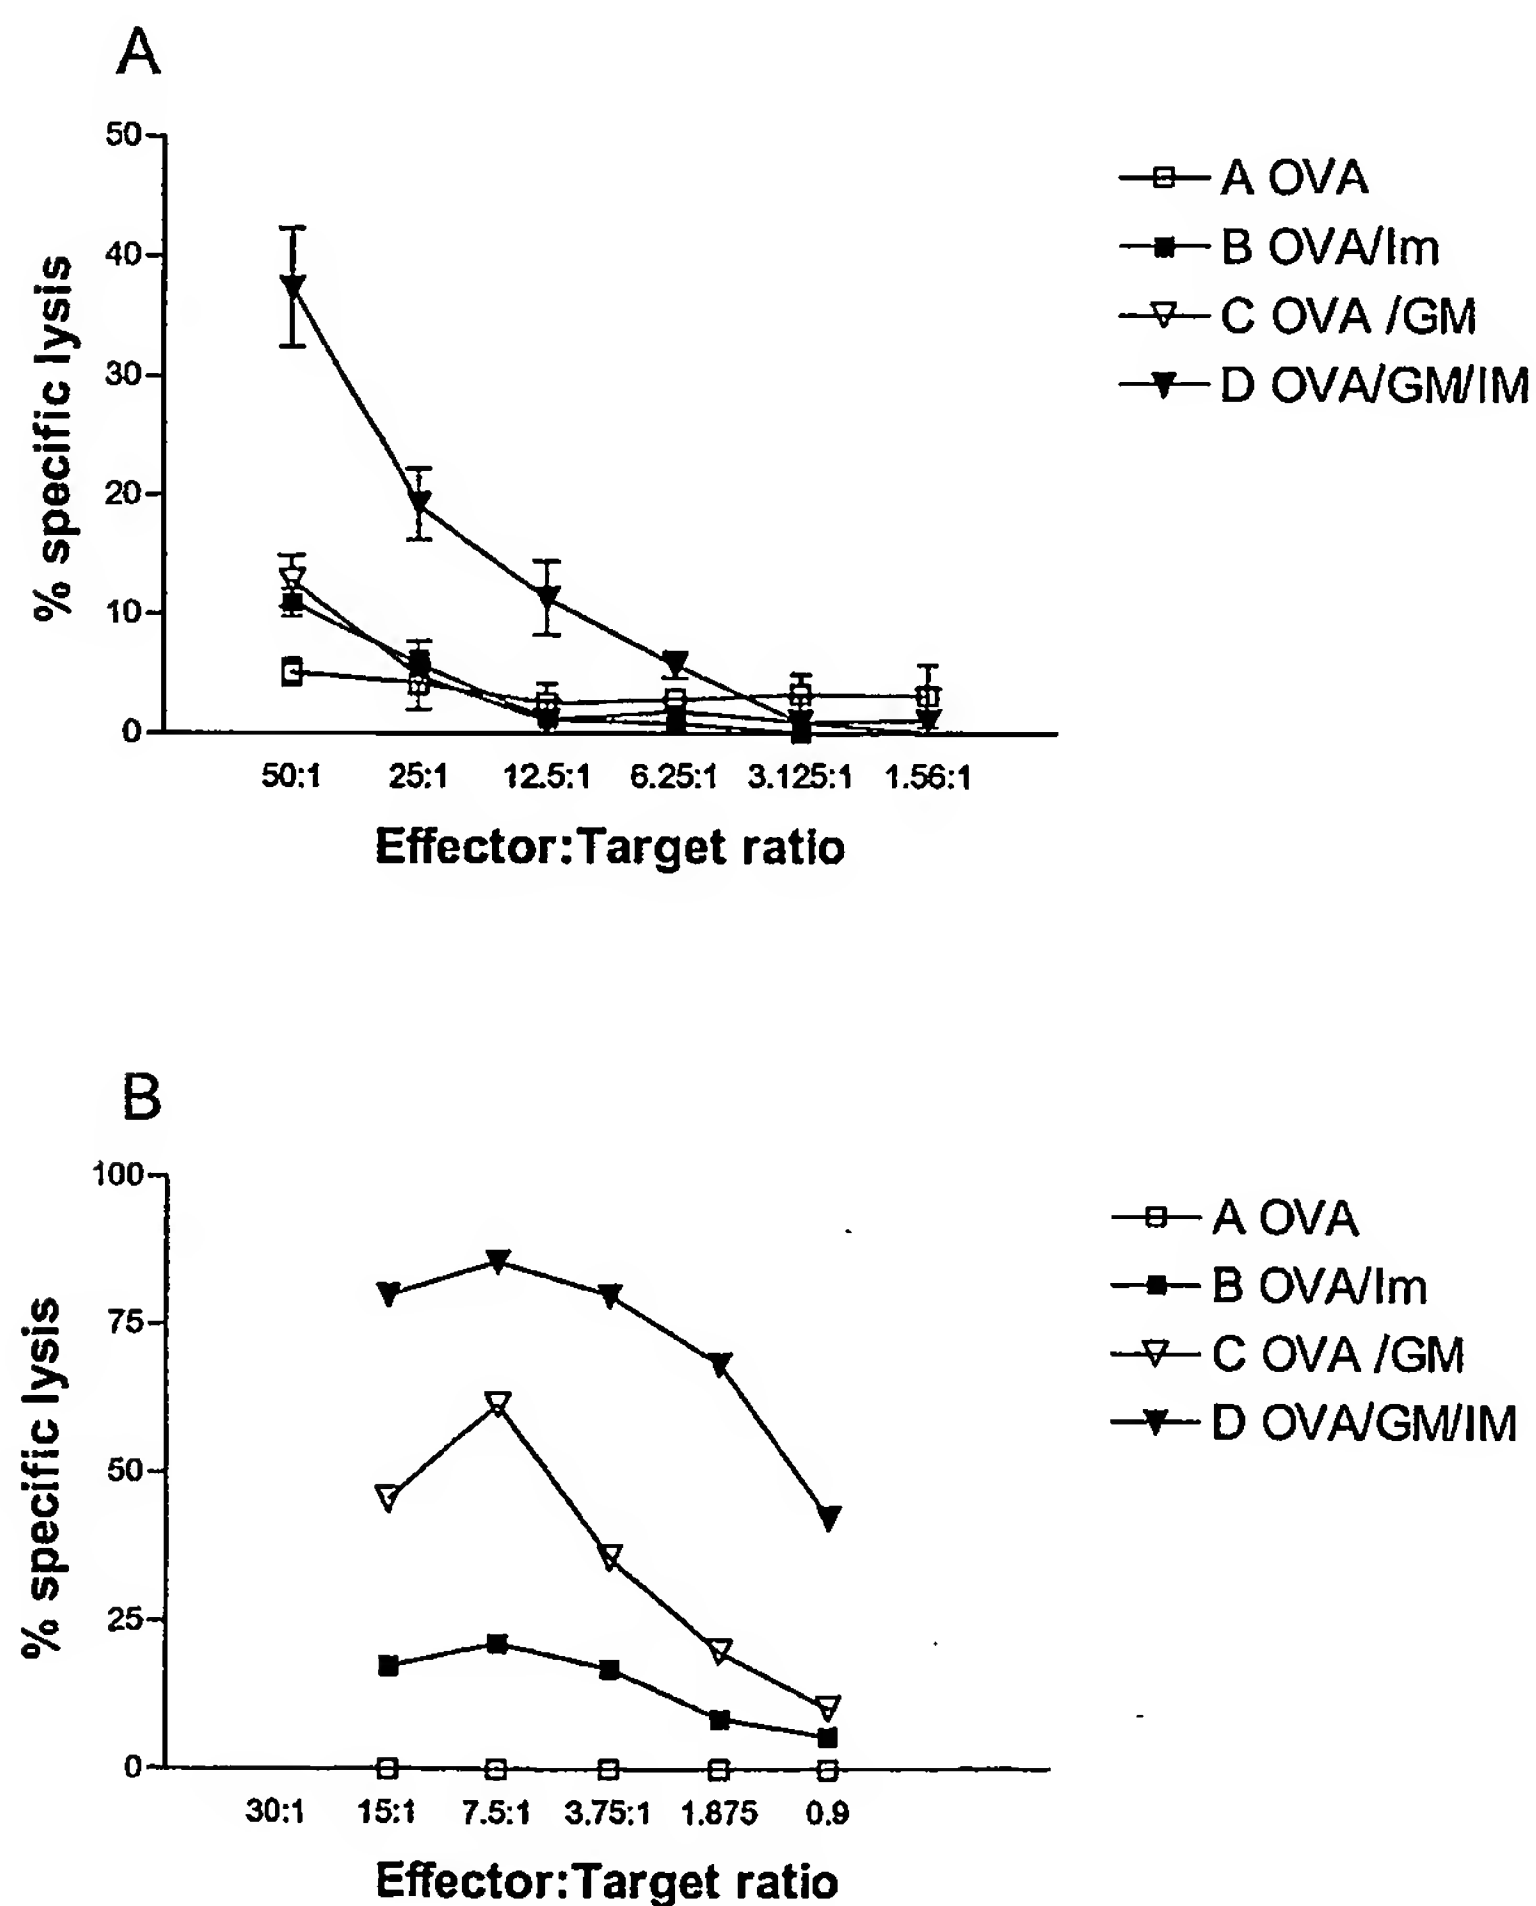 A
50
40
30
20
10
0
% specific lysis
50:1 25:1 12.5:1 6.25:1 3.125:1 1.56:1
Effector:Target ratio
A OVA
B OVA/Im
C OVA /GM
D OVA/GM/IM
B
100
75
50
25
0
% specific lysis
30:1 15:1 7.5:1 3.75:1 1.875 0.9
Effector:Target ratio
A OVA
B OVA/Im
C OVA /GM
D OVA/GM/IM